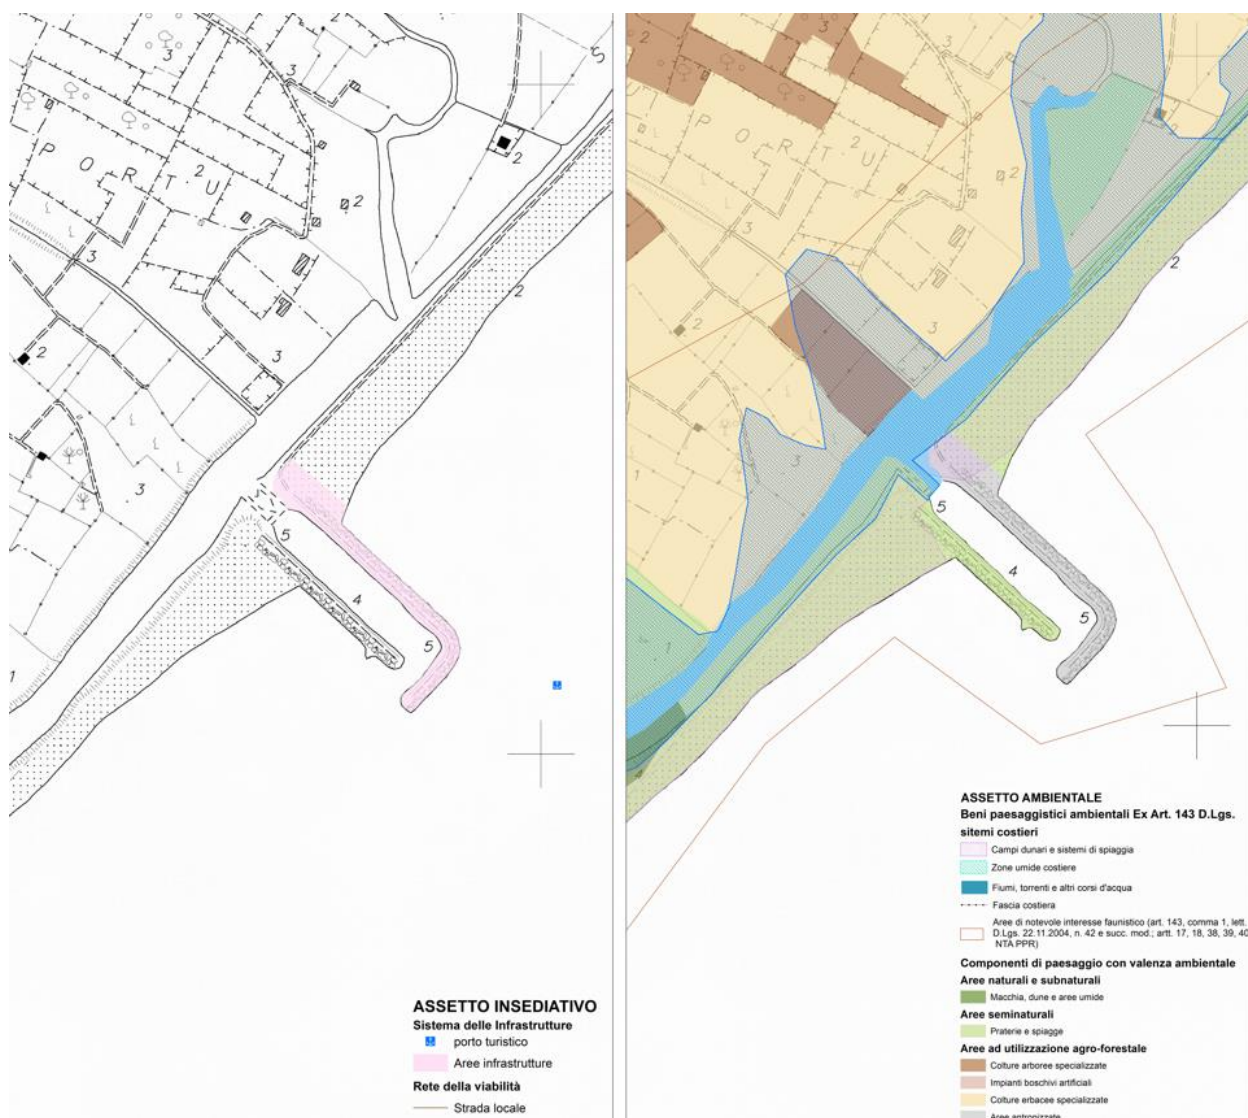 3
2
3
S
P O R T U
2
2
2
2
3
3
2
3
5
4
5
1
ASSETTO INSEDIATIVO
Sistema delle Infrastrutture
porto turistico
Aree infrastrutture
Rete della viabilità
Strada locale
2
3
P O R T U
2
2
2
2
3
3
1
5
4
5
1
ASSETTO AMBIENTALE
Beni paesaggistici ambientali Ex Art. 143 D.Lgs.
sitemi costieri
Campi dunari e sistemi di spiaggia
Zone umide costiere
Fiumi, torrenti e altri corsi d'acqua
Fascia costiera
Aree di notevole interesse faunistico (art. 143, comma 1, lett.
D.Lgs. 22.11.2004, n. 42 e succ. mod.; artt. 17, 18, 38, 39, 40
NTA PPR)
Componenti di paesaggio con valenza ambientale
Aree naturali e subnaturali
Macchia, dune e aree umide
Aree seminaturali
Praterie e spiagge
Aree ad utilizzazione agro-forestale
Colture arboree specializzate
Impianti boschivi artificiali
Colture erbacee specializzate
Aree antropizzate